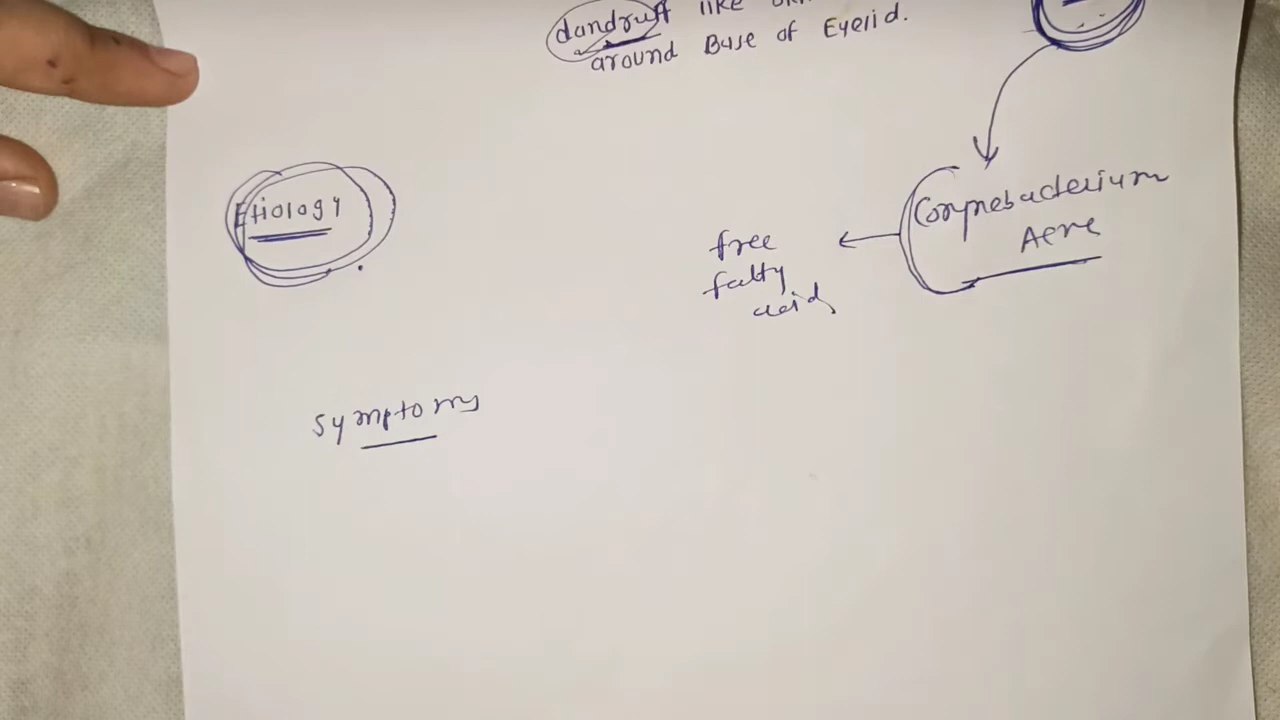 dandruff like
around Base of Eyelid.
Etiology
Corynebacterium
Acne
free
fatty
acid,
symptoms